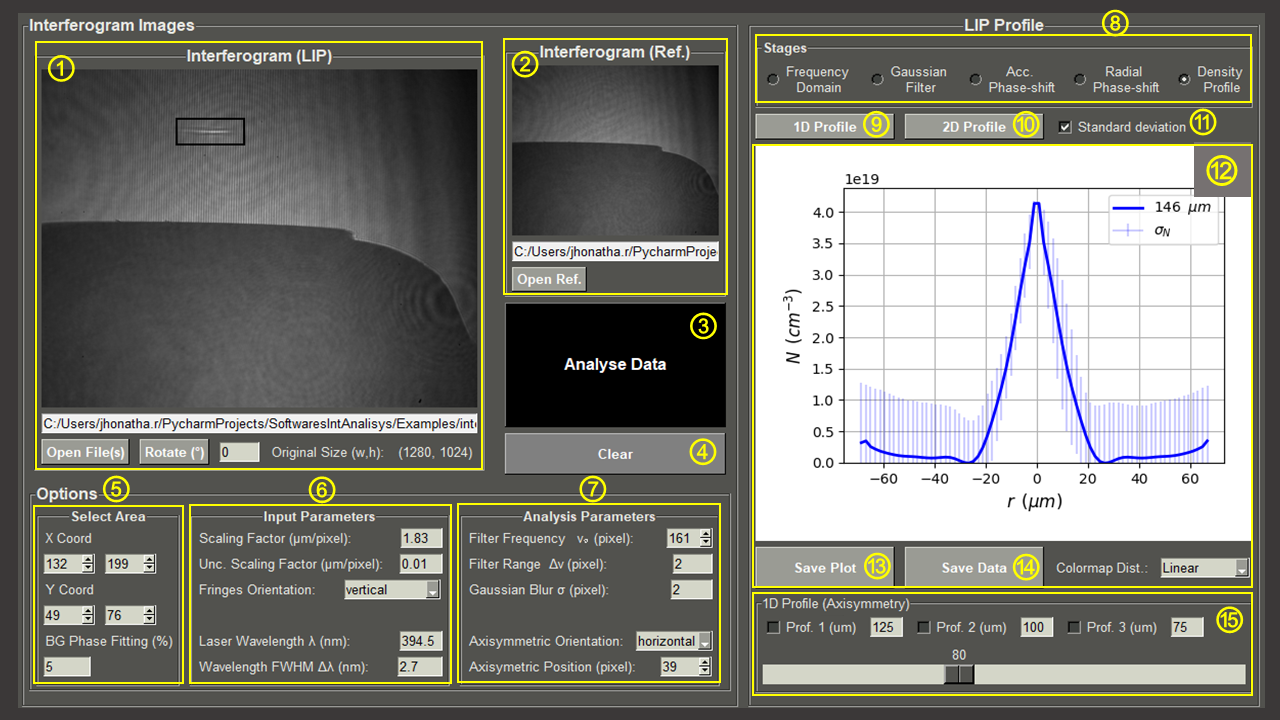 Interferogram Images
Interferogram (LIP)
①
C:/Users/jhonatha.r/PycharmProjects/SoftwaresIntAnalisys/Examples/int
Open File(s)
Rotate (°)
0
Original Size (w,h): (1280, 1024)
Interferogram (Ref.)
②
C:/Users/jhonatha.r/PycharmProje
Open Ref.
③
Analyse Data
Clear
④
Options
⑤
⑥
⑦
Select Area
X Coord
132 199
Y Coord
49 76
BG Phase Fitting (%)
5
Input Parameters
Scaling Factor (µm/pixel): 1.83
Unc. Scaling Factor (µm/pixel): 0.01
Fringes Orientation: vertical
Laser Wavelength λ (nm): 394.5
Wavelength FWHM Δλ (nm): 2.7
Analysis Parameters
Filter Frequency νₒ (pixel): 161
Filter Range Δν (pixel): 2
Gaussian Blur σ (pixel): 2
Axisymmetric Orientation: horizontal
Axisymetric Position (pixel): 39
LIP Profile
⑧
Stages
Frequency Domain
Gaussian Filter
Acc. Phase-shift
Radial Phase-shift
Density Profile
1D Profile ⑨
2D Profile ⑩
Standard deviation ⑪
⑫
1e19
146 µm
σN
4.0
3.5
3.0
2.5
2.0
1.5
1.0
0.5
0.0
N (cm⁻³)
−60 −40 −20 0 20 40 60
r (µm)
Save Plot ⑬
Save Data ⑭
Colormap Dist.: Linear
1D Profile (Axisymmetry)
⑮
Prof. 1 (um) 125
Prof. 2 (um) 100
Prof. 3 (um) 75
80